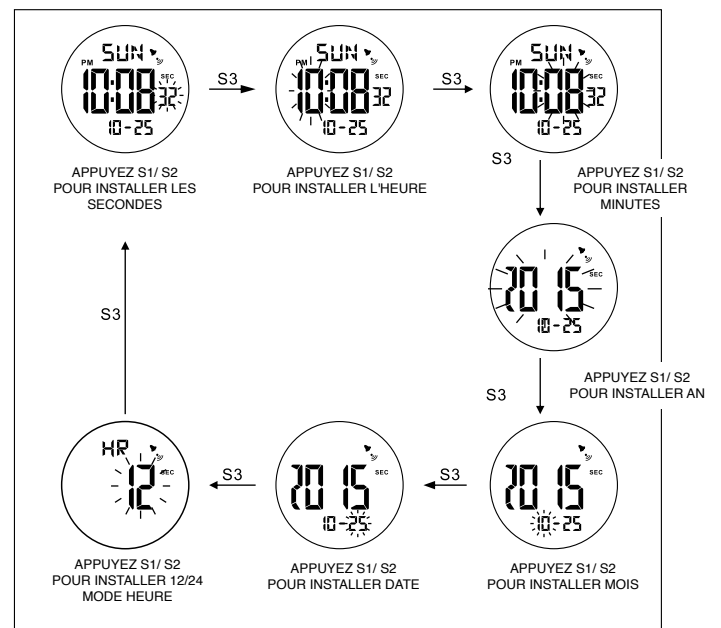 SUN
PM
10:08
SEC
32
10-25
APPUYEZ S1/ S2
POUR INSTALLER LES
SECONDES
S3
SUN
PM
10:08
SEC
32
10-25
APPUYEZ S1/ S2
POUR INSTALLER L'HEURE
S3
SUN
PM
10:08
SEC
32
10-25
APPUYEZ S1/ S2
POUR INSTALLER
MINUTES
S3
2015
SEC
10-25
APPUYEZ S1/ S2
POUR INSTALLER AN
S3
2015
SEC
10-25
APPUYEZ S1/ S2
POUR INSTALLER MOIS
S3
2015
SEC
10-25
APPUYEZ S1/ S2
POUR INSTALLER DATE
S3
HR
12
SEC
APPUYEZ S1/ S2
POUR INSTALLER 12/24
MODE HEURE
S3